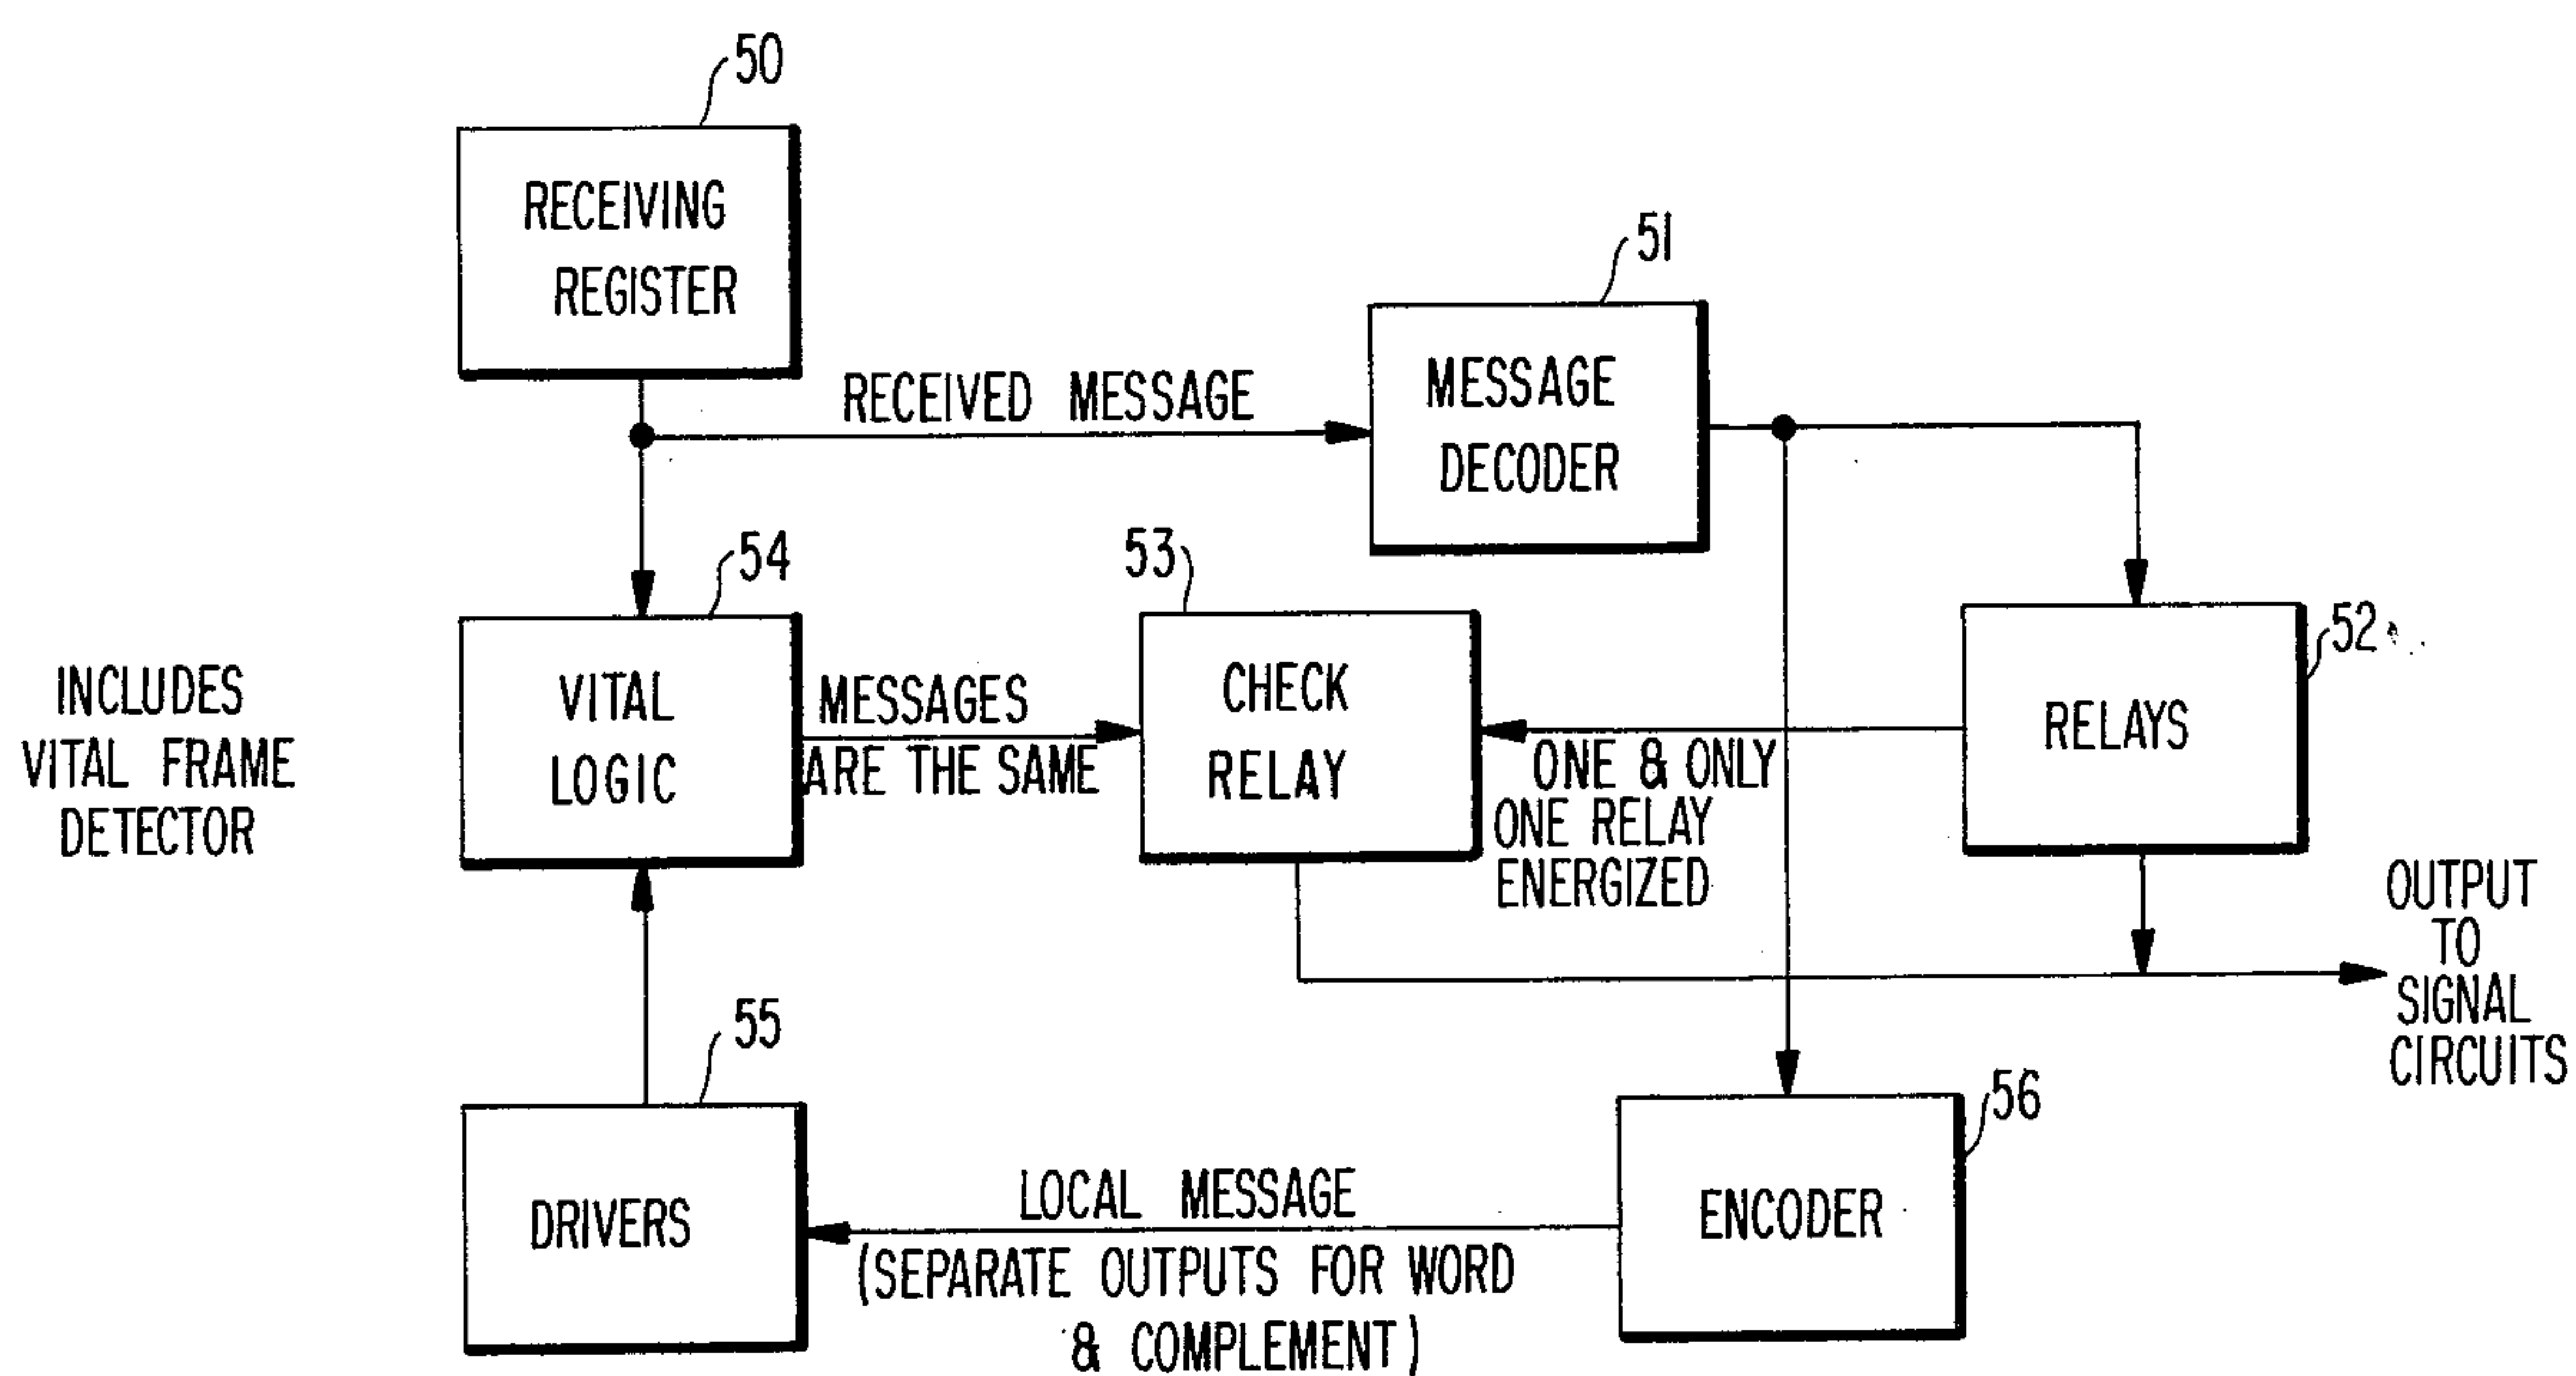 50
RECEIVING
REGISTER
51
RECEIVED MESSAGE
MESSAGE
DECODER
54
53
52
INCLUDES
VITAL FRAME
DETECTOR
VITAL
LOGIC
MESSAGES
ARE THE SAME
CHECK
RELAY
ONE & ONLY
ONE RELAY
ENERGIZED
RELAYS
OUTPUT
TO
SIGNAL
CIRCUITS
55
56
DRIVERS
LOCAL MESSAGE
(SEPARATE OUTPUTS FOR WORD
& COMPLEMENT)
ENCODER